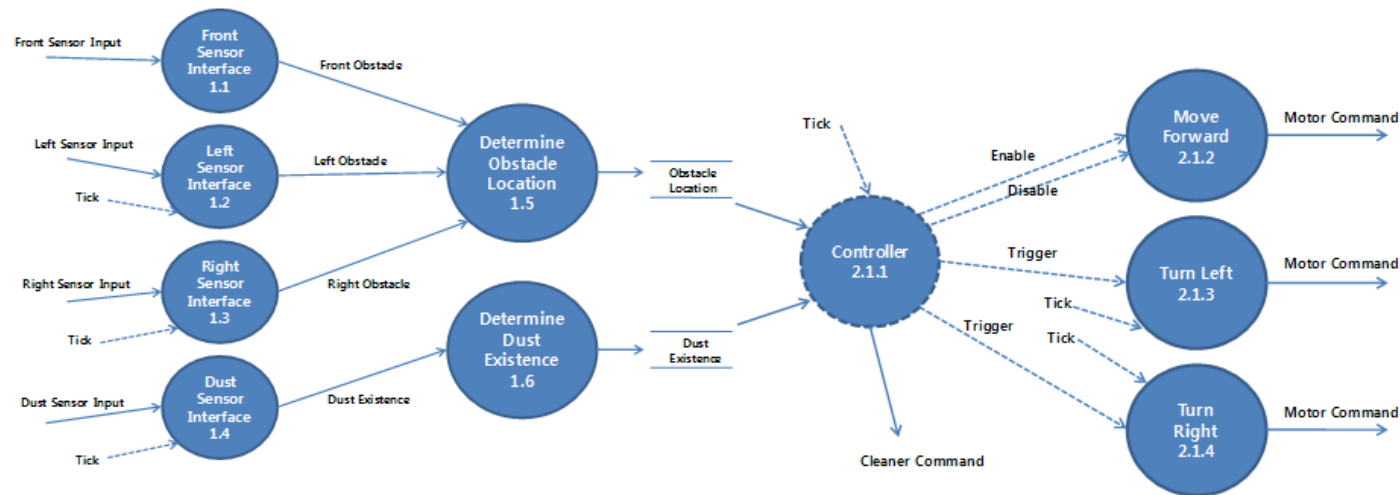 Front Sensor Input
Front
Sensor
Interface
1.1
Front Obstacle
Left Sensor Input
Tick
Left
Sensor
Interface
1.2
Left Obstacle
Right Sensor Input
Tick
Right
Sensor
Interface
1.3
Right Obstacle
Dust Sensor Input
Tick
Dust
Sensor
Interface
1.4
Dust Existence
Determine
Obstacle
Location
1.5
Determine
Dust
Existence
1.6
Obstacle
Location
Dust
Existence
Tick
Controller
2.1.1
Cleaner Command
Enable
Disable
Trigger
Trigger
Tick
Tick
Move
Forward
2.1.2
Motor Command
Turn Left
2.1.3
Motor Command
Turn
Right
2.1.4
Motor Command